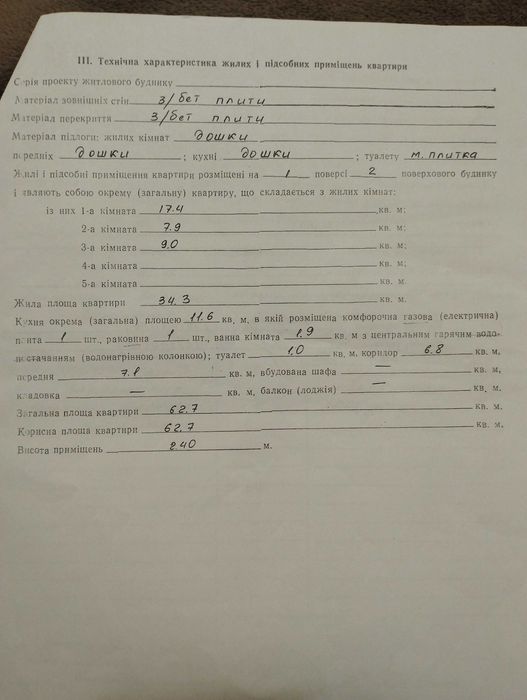 III. Технічна характеристика жилих і підсобних приміщень квартири
Серія проекту житлового будинку
Матеріал зовнішніх стін З/бет плити
Матеріал перекриття З/бет плити
Матеріал підлоги: жилих кімнат дошки
передніх дошки ; кухні дошки ; туалету м. плитка
Жилі і підсобні приміщення квартири розміщені на 1 поверсі 2 поверхового будинку
і являють собою окрему (загальну) квартиру, що складається з жилих кімнат:
із них 1-а кімната 17.4 кв. м;
2-а кімната 7.9 кв. м;
3-а кімната 9.0 кв. м;
4-а кімната кв. м;
5-а кімната кв. м;
Жила площа квартири 34.3 кв. м.
Кухня окрема (загальна) площею 11.6 кв. м, в якій розміщена комфорочна газова (електрична)
плита 1 шт., раковина 1 шт., ванна кімната 1.9 кв. м з центральним гарячим водо-
постачанням (водонагрівною колонкою); туалет 1.0 кв. м, коридор 6.8 кв. м,
передня 7.1 кв. м, вбудована шафа — кв. м,
кладовка — кв. м, балкон (лоджія) — кв. м.
Загальна площа квартири 62.7 кв. м.
Корисна площа квартири 62.7 кв. м.
Висота приміщень 2.40 м.